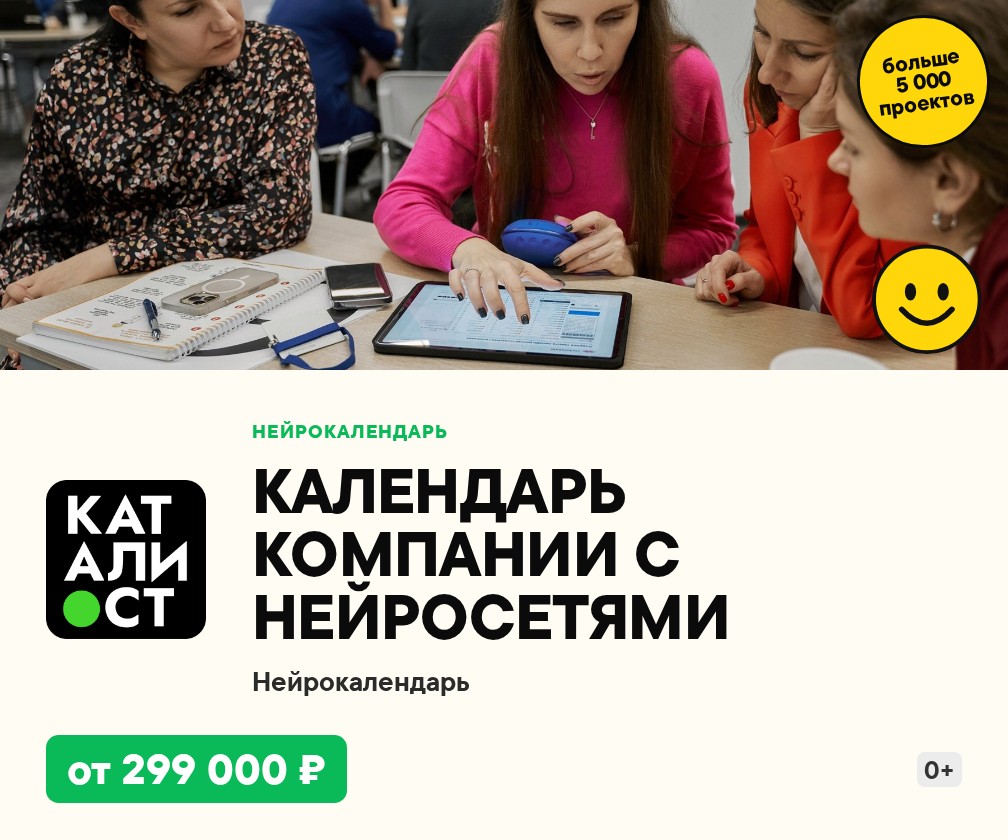 больше
5 000
проектов
НЕЙРОКАЛЕНДАРЬ
КАЛЕНДАРЬ
КОМПАНИИ С
НЕЙРОСЕТЯМИ
Нейрокалендарь
КАТ
АЛИ
СТ
от 299 000 ₽
0+